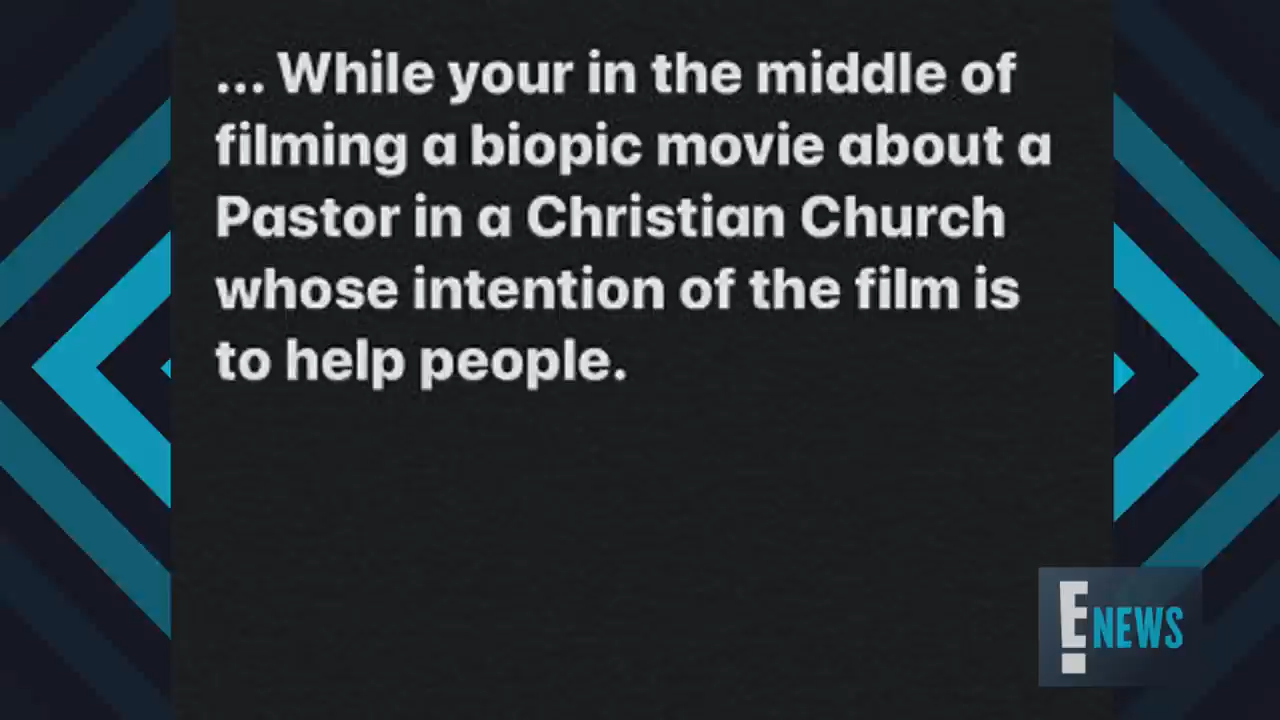 ... While your in the middle of
filming a biopic movie about a
Pastor in a Christian Church
whose intention of the film is
to help people.
E! NEWS